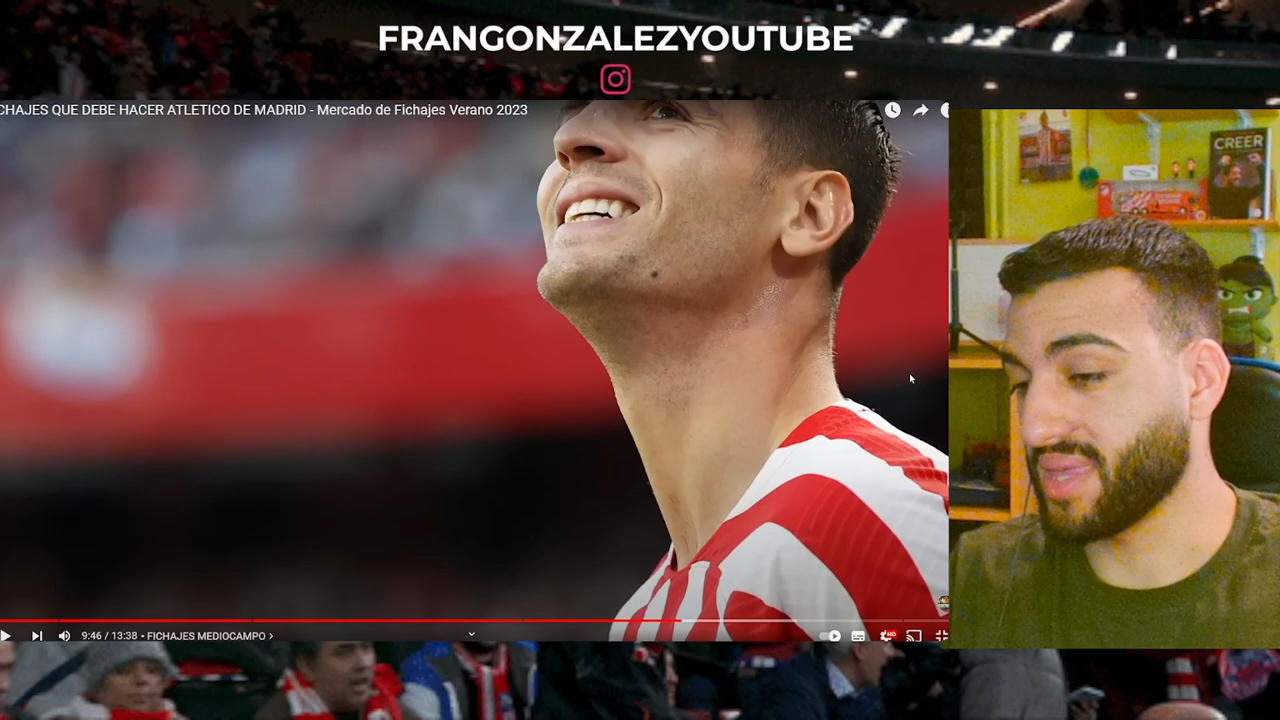 FRANGONZALEZYOUTUBE
CHAJES QUE DEBE HACER ATLETICO DE MADRID - Mercado de Fichajes Verano 2023
CREER
9:46 / 13:38 • FICHAJES MEDIOCAMPO
HD